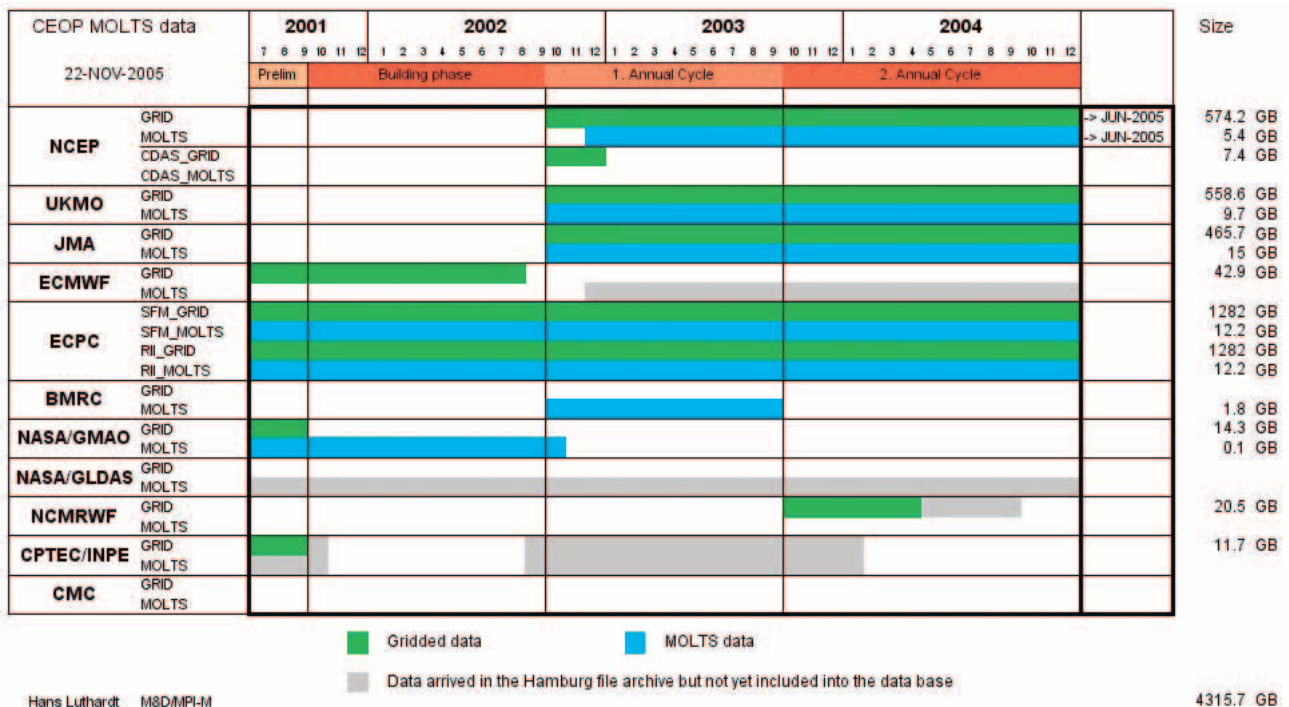 CEOP MOLTS data 2001 2002 2003 2004 Size
7 8 9 10 11 12 1 2 3 4 5 6 7 8 9 10 11 12 1 2 3 4 5 6 7 8 9 10 11 12 1 2 3 4 5 6 7 8 9 10 11 12
22-NOV-2005 Prelim Building phase 1. Annual Cycle 2. Annual Cycle
NCEP
GRID -> JUN-2005 574.2 GB
MOLTS -> JUN-2005 5.4 GB
CDAS_GRID 7.4 GB
CDAS_MOLTS
UKMO
GRID 558.6 GB
MOLTS 9.7 GB
JMA
GRID 465.7 GB
MOLTS 15 GB
ECMWF
GRID 42.9 GB
MOLTS
ECPC
SFM_GRID 1282 GB
SFM_MOLTS 12.2 GB
RII_GRID 1282 GB
RII_MOLTS 12.2 GB
BMRC
GRID
MOLTS 1.8 GB
NASA/GMAO
GRID 14.3 GB
MOLTS 0.1 GB
NASA/GLDAS
GRID
MOLTS
NCMRWF
GRID 20.5 GB
MOLTS
CPTEC/INPE
GRID 11.7 GB
MOLTS
CMC
GRID
MOLTS
Gridded data MOLTS data
Data arrived in the Hamburg file archive but not yet included into the data base
Hans Luthardt M&D/MPI-M 4315.7 GB